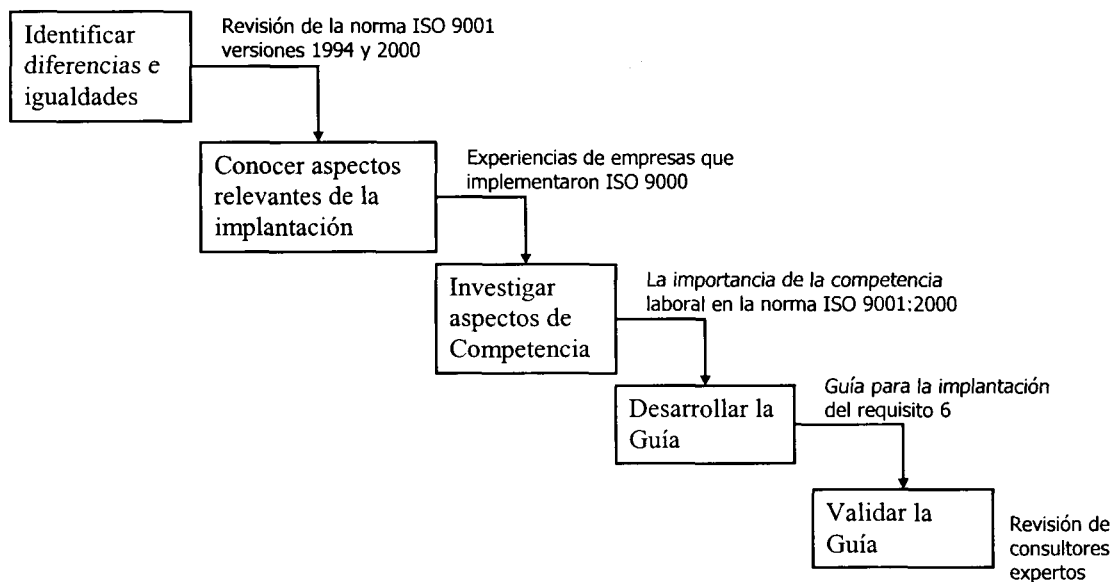 Identificar
diferencias e
igualdades
Revisión de la norma ISO 9001
versiones 1994 y 2000
Conocer aspectos
relevantes de la
implantación
Experiencias de empresas que
implementaron ISO 9000
Investigar
aspectos de
Competencia
La importancia de la competencia
laboral en la norma ISO 9001:2000
Desarrollar la
Guía
Guía para la implantación
del requisito 6
Validar la
Guía
Revisión de
consultores
expertos